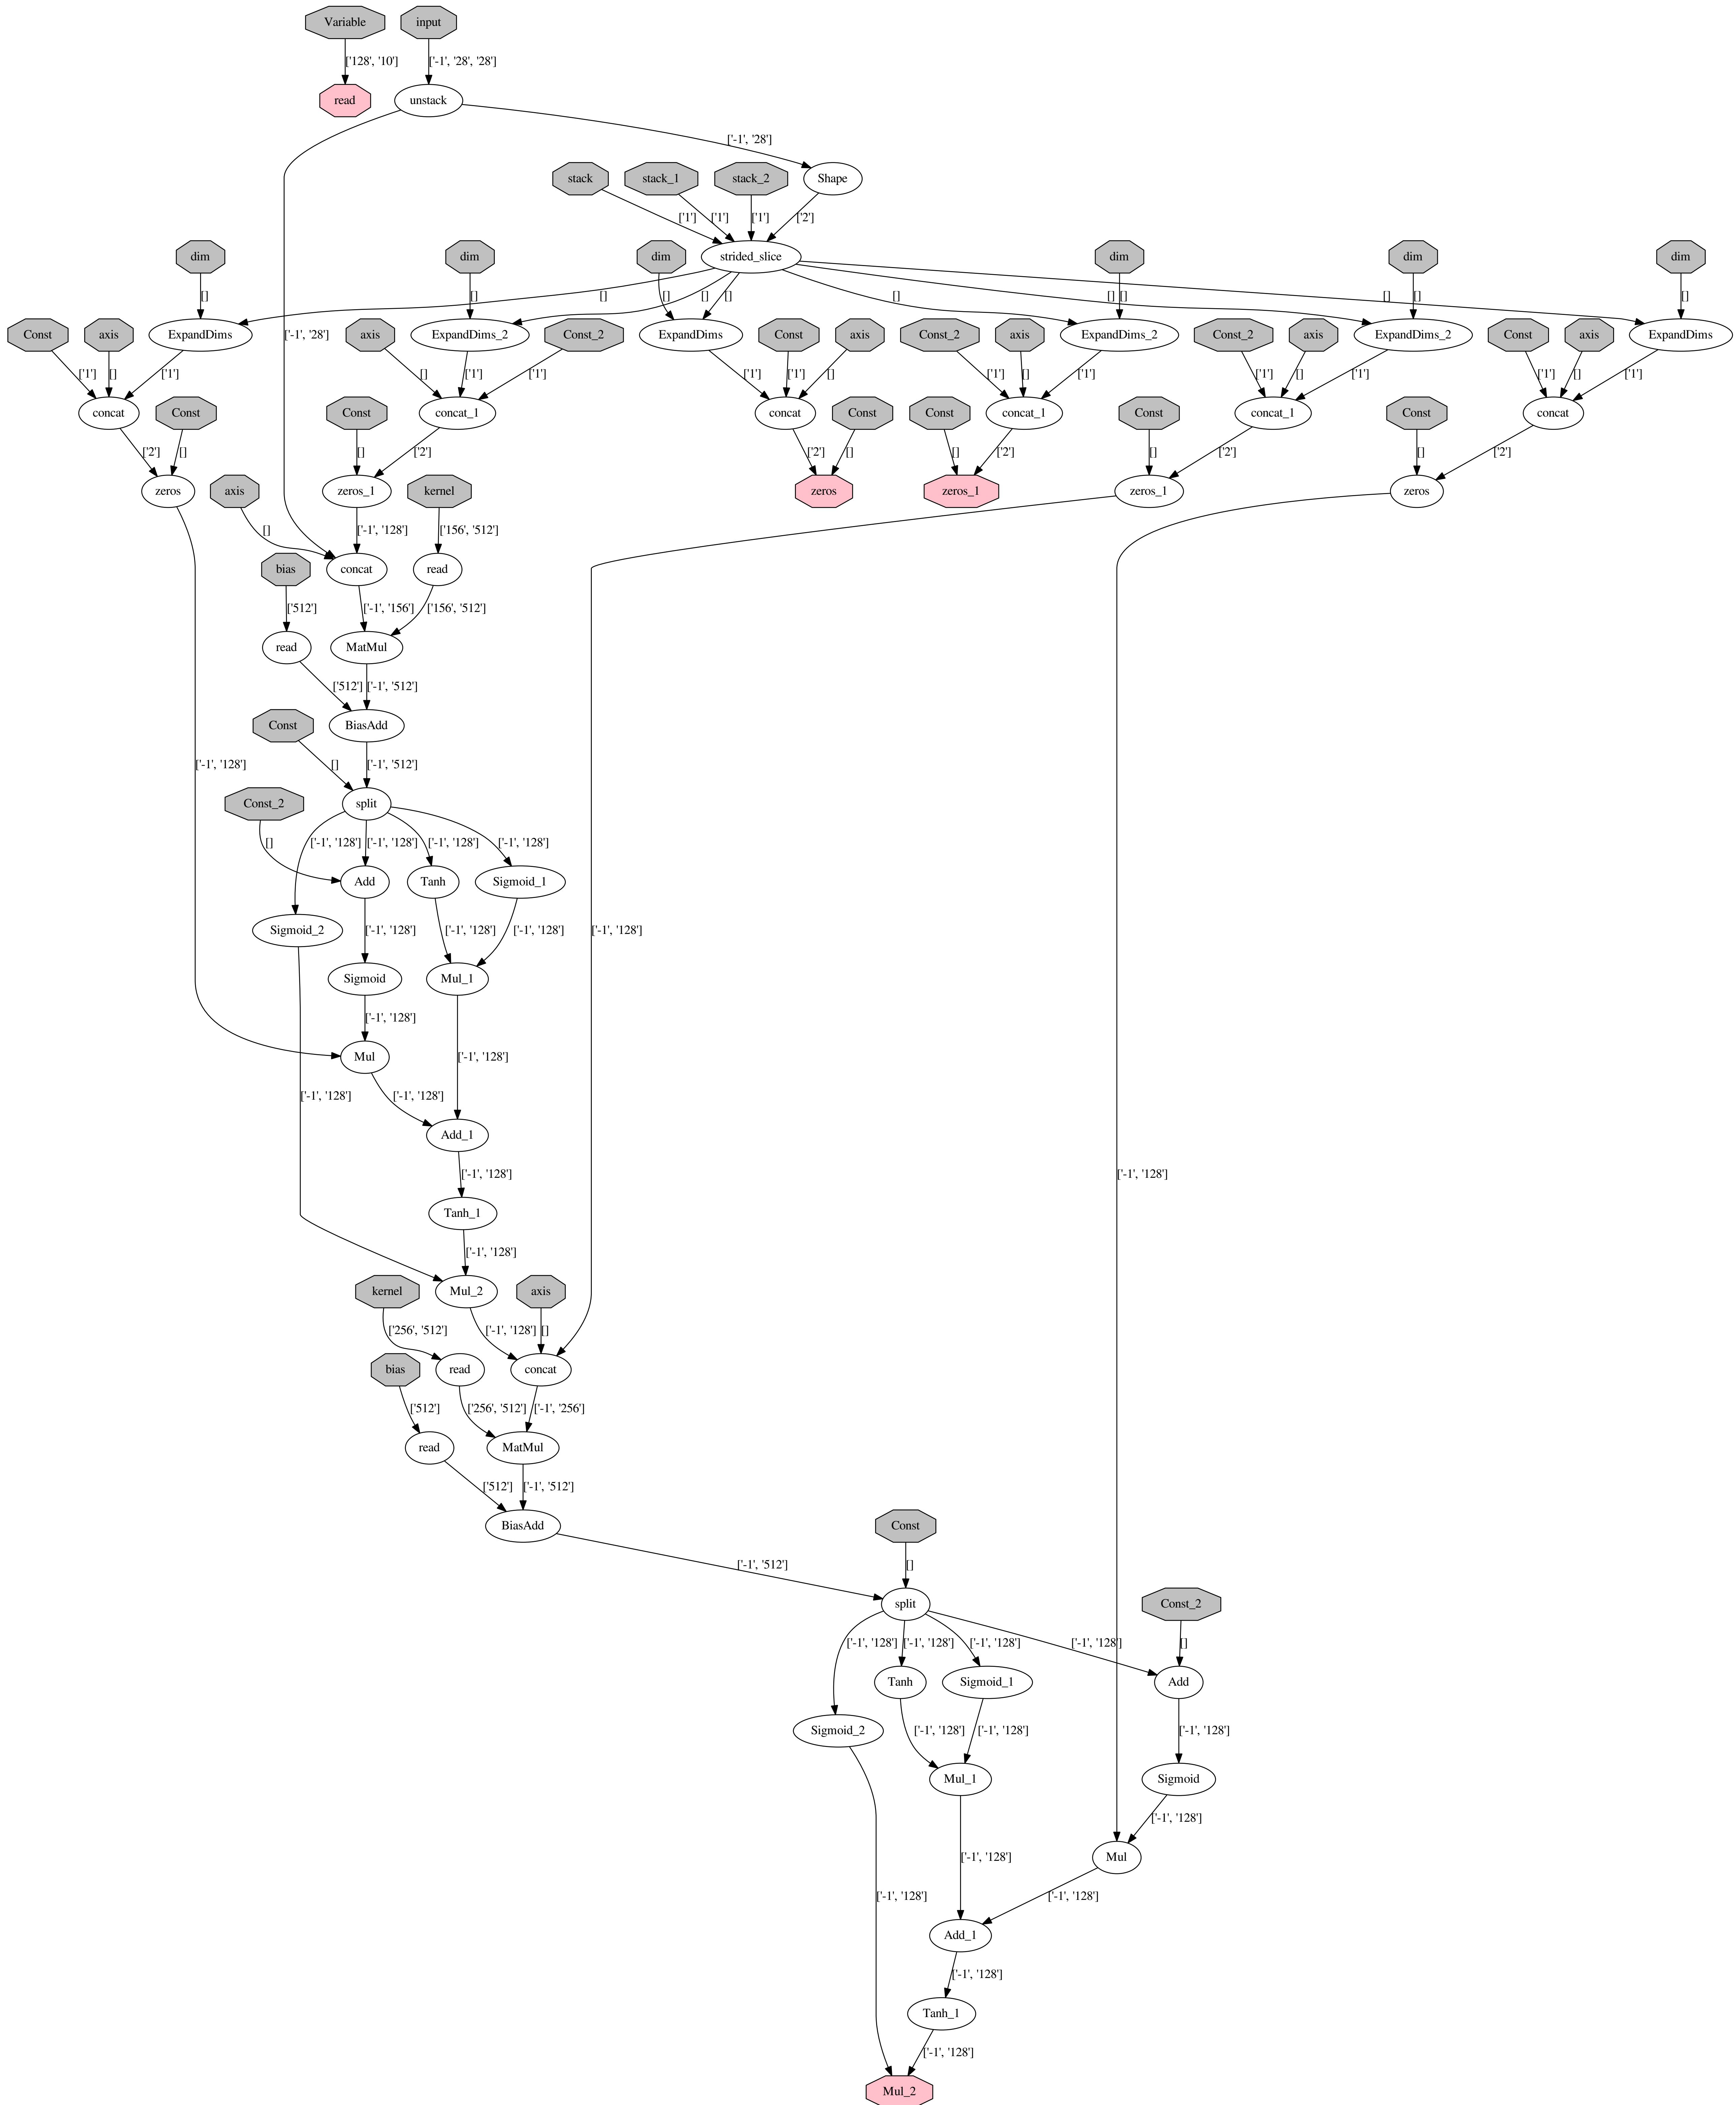 Variable input
['128', '10'] ['-1', '28', '28']
read unstack
['-1', '28']
stack stack_1 stack_2 Shape
['1'] ['1'] ['1'] ['2']
dim dim dim strided_slice dim dim dim
[] [] [] [] [] [] [] [] [] [] [] []
Const axis ExpandDims ['-1', '28'] axis ExpandDims_2 Const_2 ExpandDims Const axis Const_2 axis ExpandDims_2 Const_2 axis ExpandDims_2 Const axis ExpandDims
['1'] [] ['1'] [] ['1'] ['1'] ['1'] ['1'] [] ['1'] [] ['1'] ['1'] [] ['1'] ['1'] [] ['1']
concat Const Const concat_1 concat Const Const concat_1 Const concat_1 Const concat
['2'] [] [] ['2'] ['2'] [] [] ['2'] [] ['2'] [] ['2']
zeros axis zeros_1 kernel zeros zeros_1 zeros_1 zeros
[] ['-1', '128'] ['156', '512']
bias concat read
['512'] ['-1', '156'] ['156', '512']
read MatMul
['512'] ['-1', '512']
Const BiasAdd
['-1', '128'] [] ['-1', '512']
Const_2 split
[] ['-1', '128'] ['-1', '128'] ['-1', '128'] ['-1', '128']
Add Tanh Sigmoid_1
Sigmoid_2 ['-1', '128'] ['-1', '128'] ['-1', '128'] ['-1', '128']
Sigmoid Mul_1
['-1', '128']
Mul ['-1', '128']
['-1', '128'] ['-1', '128']
Add_1
['-1', '128'] ['-1', '128']
Tanh_1
['-1', '128']
kernel Mul_2 axis
['256', '512'] ['-1', '128'] []
bias read concat
['512'] ['256', '512'] ['-1', '256']
read MatMul
['512'] ['-1', '512']
BiasAdd Const
['-1', '512'] []
split Const_2
['-1', '128'] ['-1', '128'] ['-1', '128'] ['-1', '128'] []
Tanh Sigmoid_1 Add
Sigmoid_2 ['-1', '128'] ['-1', '128'] ['-1', '128']
Mul_1 Sigmoid
['-1', '128']
['-1', '128'] Mul
['-1', '128'] ['-1', '128']
Add_1
['-1', '128']
Tanh_1
['-1', '128']
Mul_2